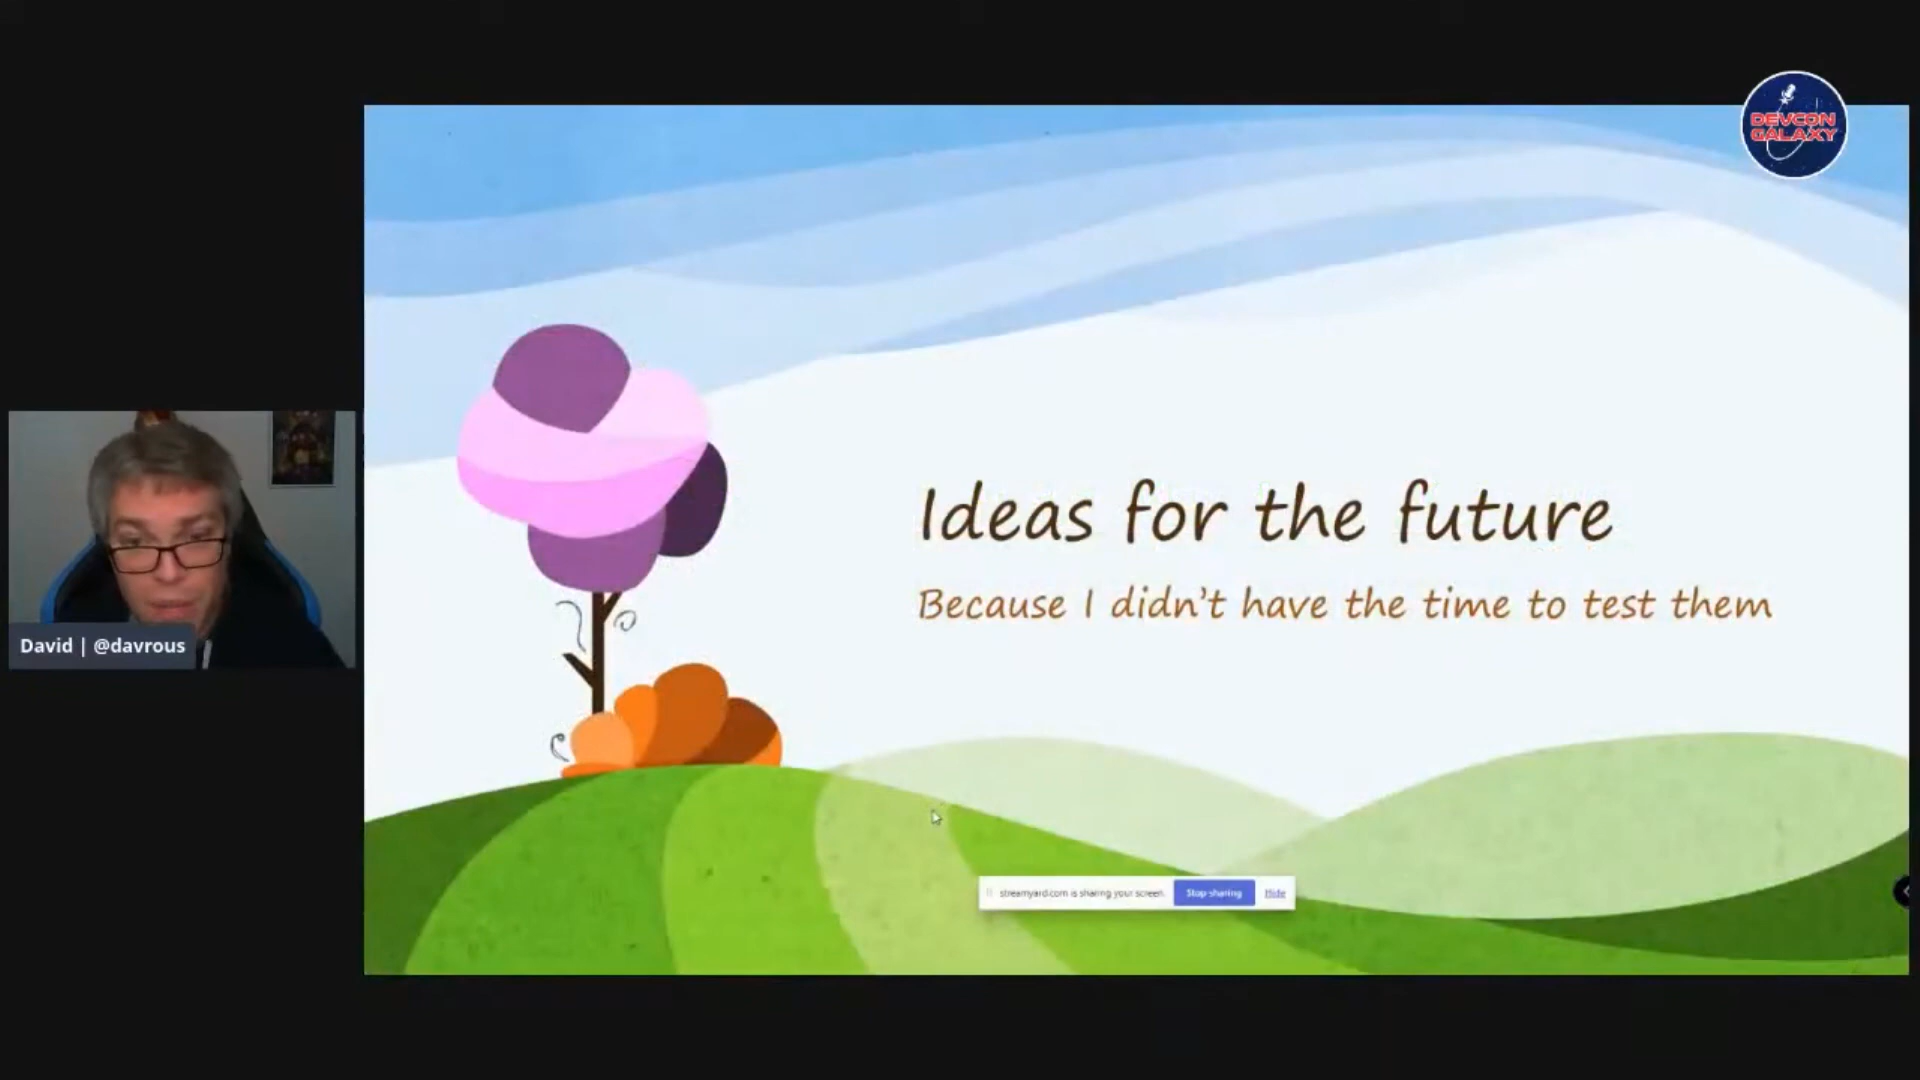 DEVCON
GALAXY
Ideas for the future
Because I didn't have the time to test them
David | @davrous
streamyard.com is sharing your screen.
Stop sharing
Hide